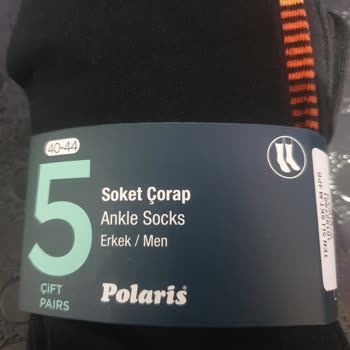 40-44
5
ÇİFT
PAIRS
Soket Çorap
Ankle Socks
Erkek / Men
Polaris